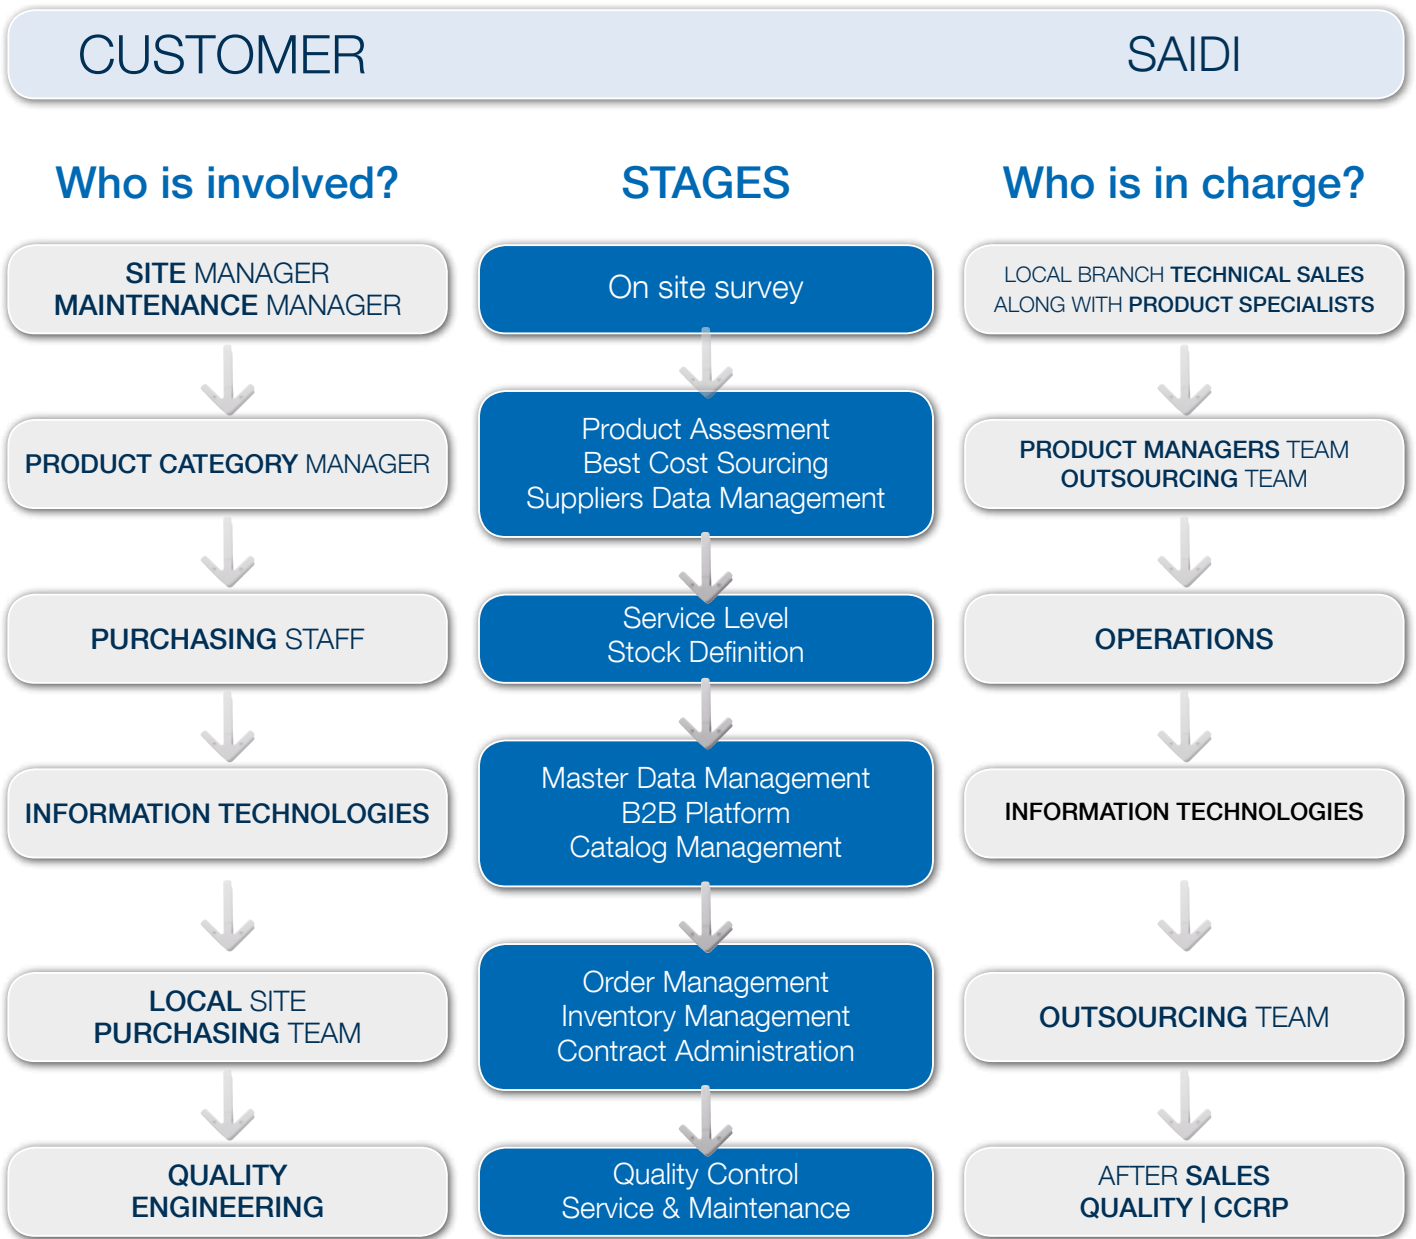 CUSTOMER
SAIDI
Who is involved?
STAGES
Who is in charge?
SITE MANAGER
MAINTENANCE MANAGER
On site survey
LOCAL BRANCH TECHNICAL SALES
ALONG WITH PRODUCT SPECIALISTS
PRODUCT CATEGORY MANAGER
Product Assesment
Best Cost Sourcing
Suppliers Data Management
PRODUCT MANAGERS TEAM
OUTSOURCING TEAM
PURCHASING STAFF
Service Level
Stock Definition
OPERATIONS
INFORMATION TECHNOLOGIES
Master Data Management
B2B Platform
Catalog Management
INFORMATION TECHNOLOGIES
LOCAL SITE
PURCHASING TEAM
Order Management
Inventory Management
Contract Administration
OUTSOURCING TEAM
QUALITY
ENGINEERING
Quality Control
Service & Maintenance
AFTER SALES
QUALITY | CCRP